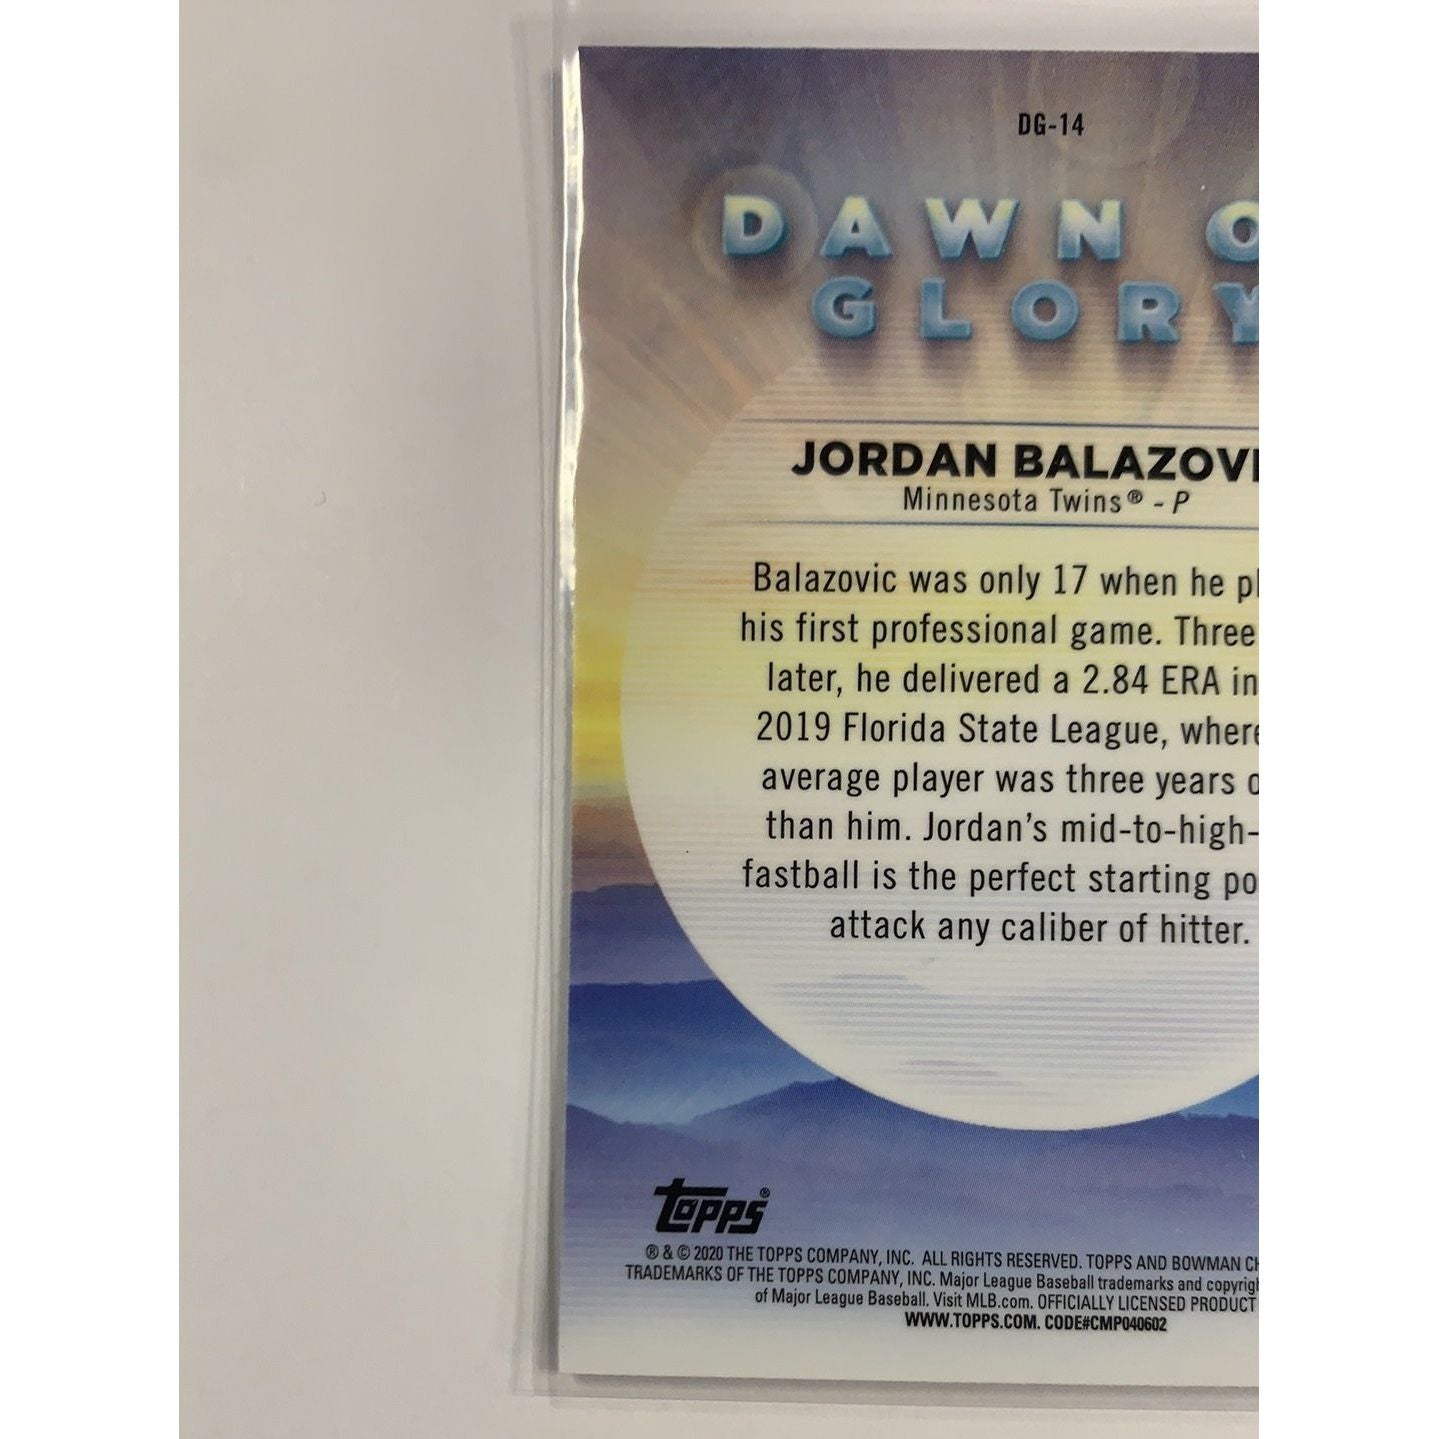 DG-14
DAWN O
GLORY
JORDAN BALAZOVI
Minnesota Twins® - P
Balazovic was only 17 when he pl
his first professional game. Three
later, he delivered a 2.84 ERA in
2019 Florida State League, where
average player was three years o
than him. Jordan's mid-to-high-
fastball is the perfect starting po
attack any caliber of hitter.
topps®
® & © 2020 THE TOPPS COMPANY, INC. ALL RIGHTS RESERVED. TOPPS AND BOWMAN CH
TRADEMARKS OF THE TOPPS COMPANY, INC. Major League Baseball trademarks and copyrig
of Major League Baseball. Visit MLB.com. OFFICIALLY LICENSED PRODUCT
WWW.TOPPS.COM. CODE#CMP040602